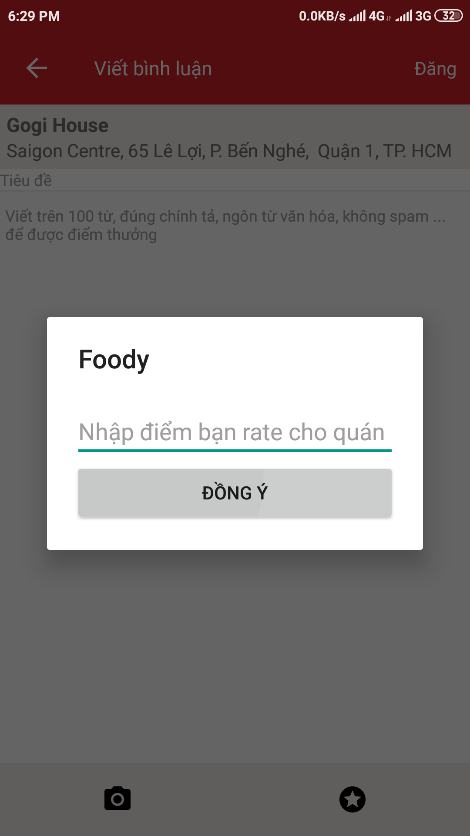 6:29 PM 0.0KB/s 4G 3G 32
Viết bình luận Đăng
Gogi House
Saigon Centre, 65 Lê Lợi, P. Bến Nghé, Quận 1, TP. HCM
Tiêu đề
Viết trên 100 từ, đúng chính tả, ngôn từ văn hóa, không spam ...
để được điểm thưởng
Foody
Nhập điểm bạn rate cho quán
ĐỒNG Ý